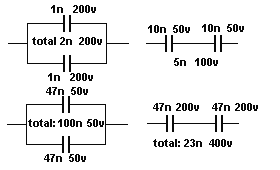 1n 200v
total 2n 200v
1n 200v
10n 50v 10n 50v
5n 100v
47n 50v
total: 100n 50v
47n 50v
47n 200v 47n 200v
total: 23n 400v